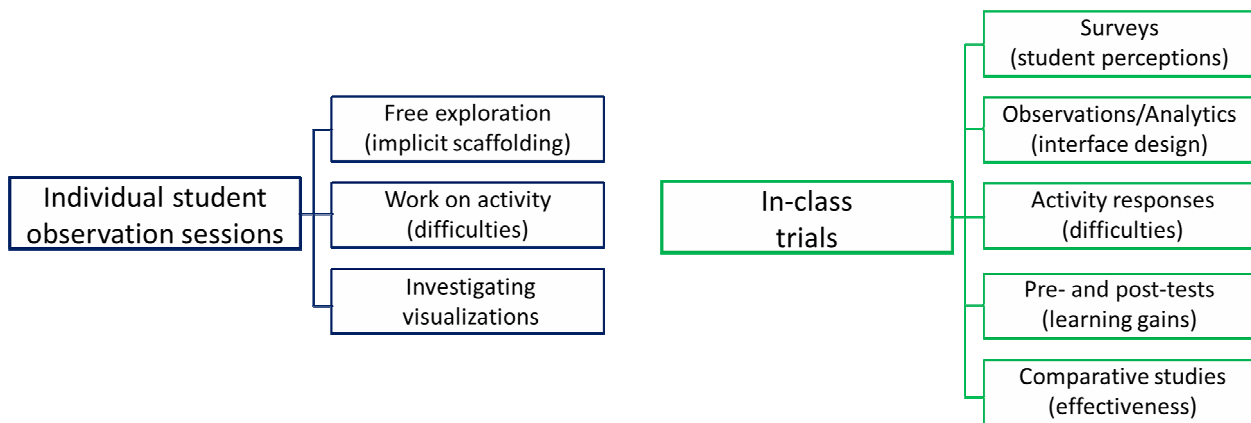 Individual student
observation sessions
Free exploration
(implicit scaffolding)
Work on activity
(difficulties)
Investigating
visualizations
In-class
trials
Surveys
(student perceptions)
Observations/Analytics
(interface design)
Activity responses
(difficulties)
Pre- and post-tests
(learning gains)
Comparative studies
(effectiveness)